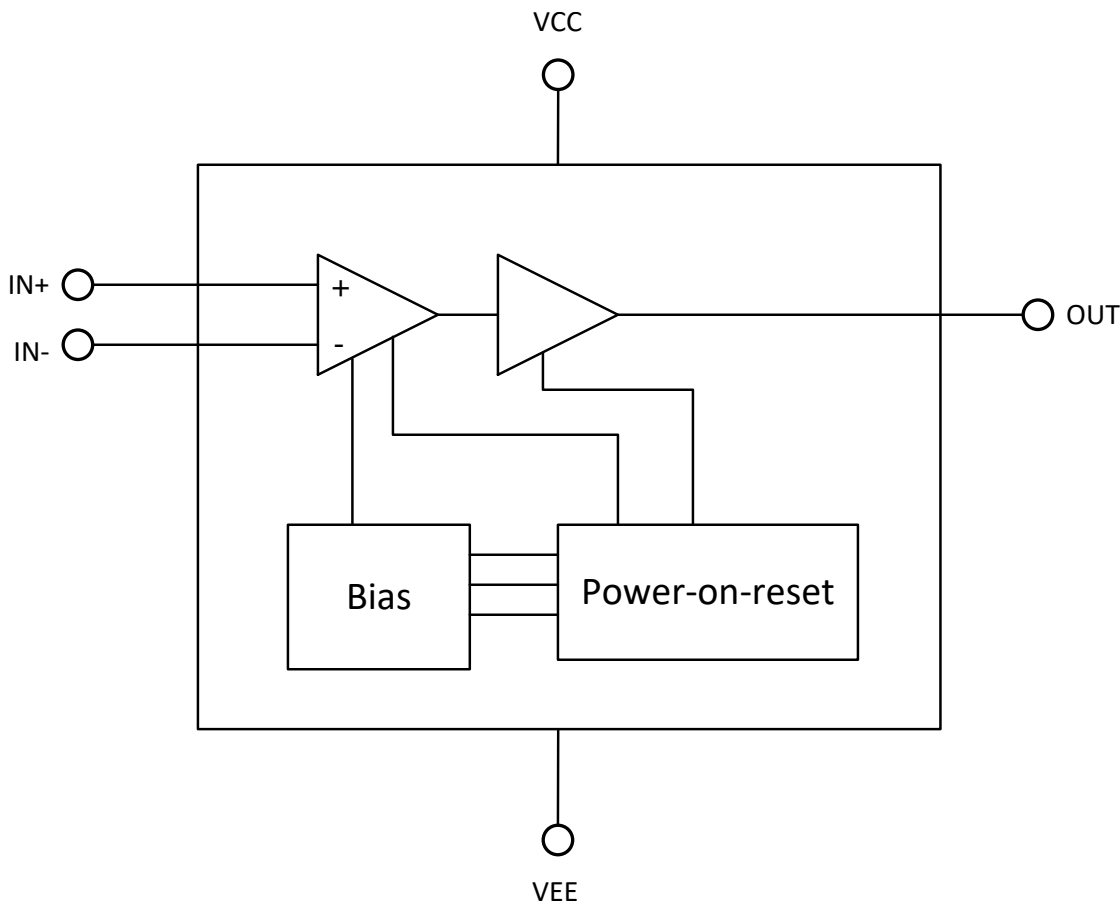 VCC
IN+
+
OUT
IN-
-
Bias
Power-on-reset
VEE